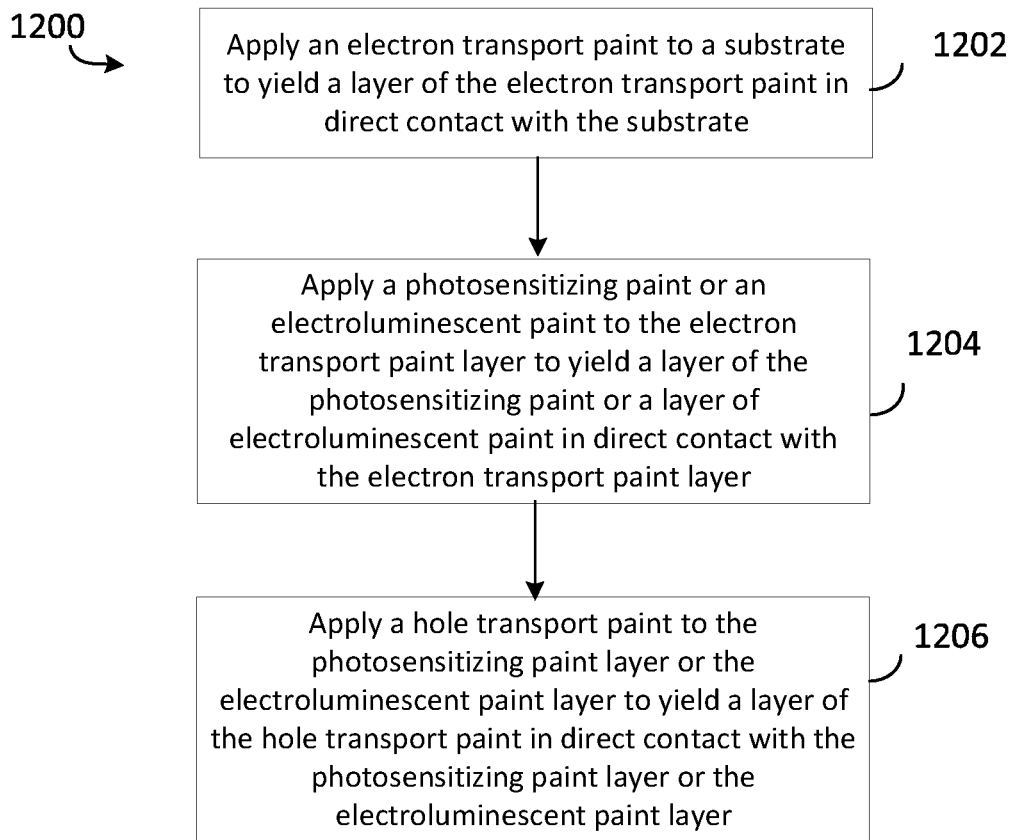 1200
Apply an electron transport paint to a substrate
to yield a layer of the electron transport paint in
direct contact with the substrate
1202
Apply a photosensitizing paint or an
electroluminescent paint to the electron
transport paint layer to yield a layer of the
photosensitizing paint or a layer of
electroluminescent paint in direct contact with
the electron transport paint layer
1204
Apply a hole transport paint to the
photosensitizing paint layer or the
electroluminescent paint layer to yield a layer of
the hole transport paint in direct contact with the
photosensitizing paint layer or the
electroluminescent paint layer
1206